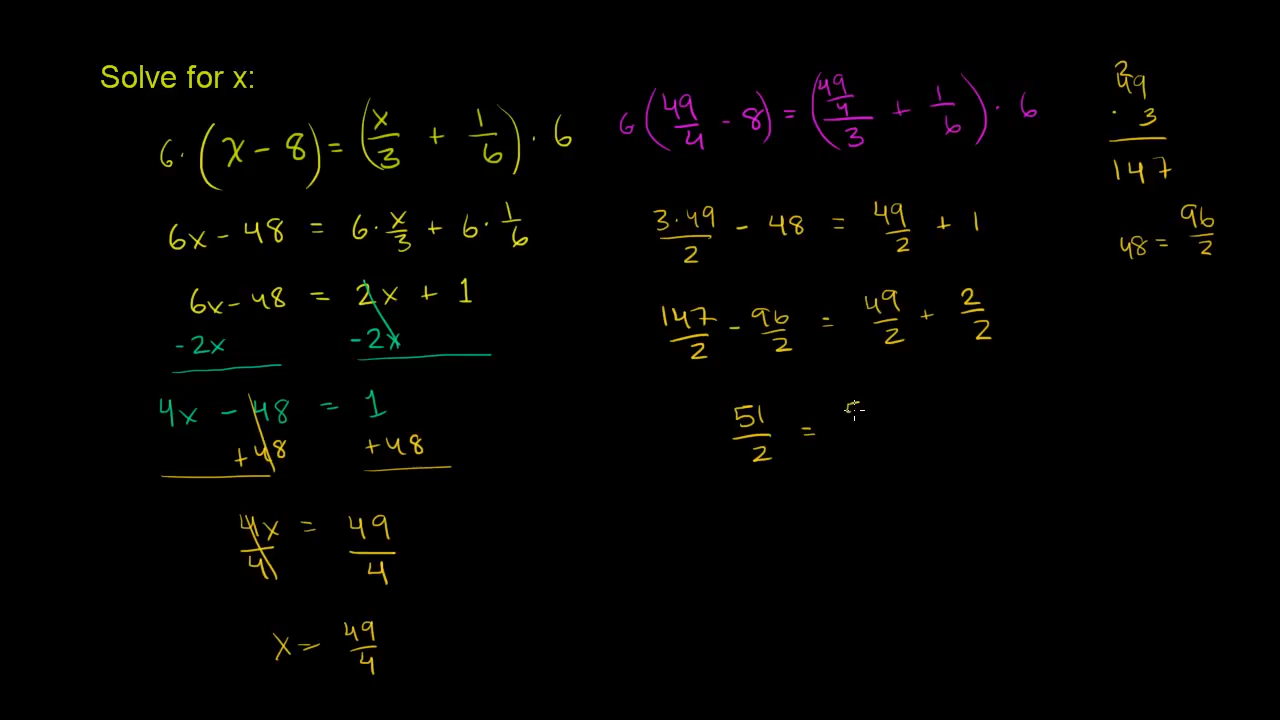 Solve for x:
6·(x − 8) = (x/3 + 1/6)·6
6x − 48 = 6·x/3 + 6·1/6
6x − 48 = 2x + 1
-2x -2x
4x − 48 = 1
+48 +48
4x/4 = 49/4
x = 49/4
6(49/4 − 8) = (49/4/3 + 1/6)·6
3·49/2 − 48 = 49/2 + 1
147/2 − 96/2 = 49/2 + 2/2
51/2 =
2
49
· 3
147
48 = 96/2